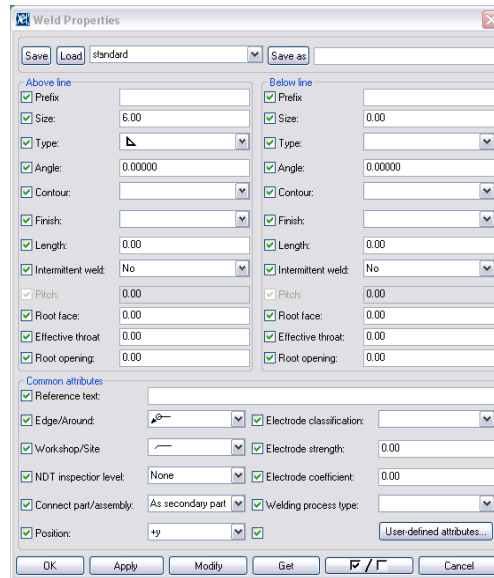 Weld Properties
Save Load standard Save as
Above line Below line
Prefix Prefix
Size: 6.00 Size: 0.00
Type: Type:
Angle: 0.00000 Angle: 0.00000
Contour: Contour:
Finish: Finish:
Length: 0.00 Length: 0.00
Intermittent weld: No Intermittent weld: No
Pitch: 0.00 Pitch: 0.00
Root face: 0.00 Root face: 0.00
Effective throat 0.00 Effective throat: 0.00
Root opening: 0.00 Root opening: 0.00
Common attributes
Reference text:
Edge/Around: Electrode classification:
Workshop/Site Electrode strength: 0.00
NDT inspection level: None Electrode coefficient: 0.00
Connect part/assembly: As secondary part Welding process type:
Position: +y User-defined attributes...
OK Apply Modify Get / Cancel